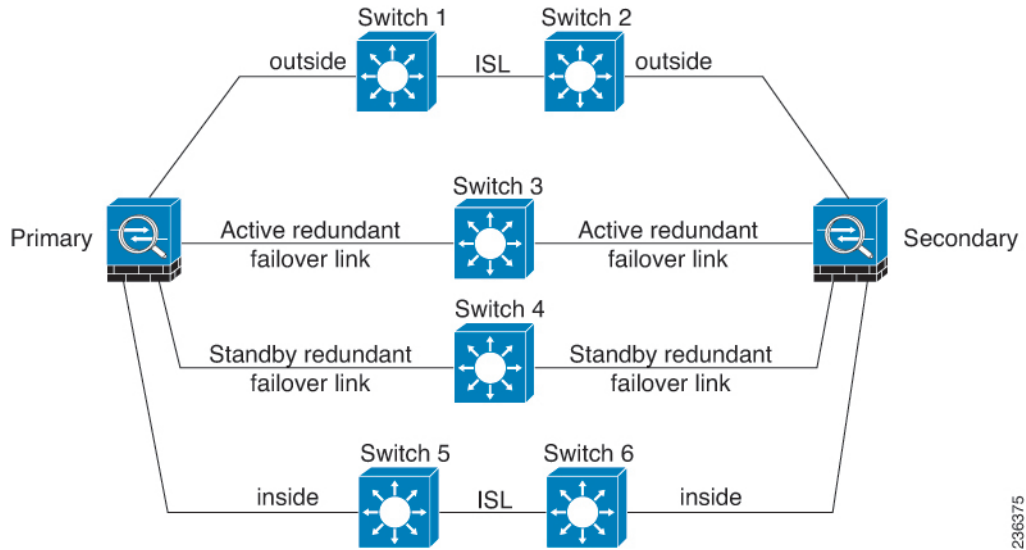 Switch 1
Switch 2
outside
ISL
outside
Switch 3
Primary
Active redundant
failover link
Active redundant
failover link
Secondary
Switch 4
Standby redundant
failover link
Standby redundant
failover link
Switch 5
Switch 6
inside
ISL
inside
236375